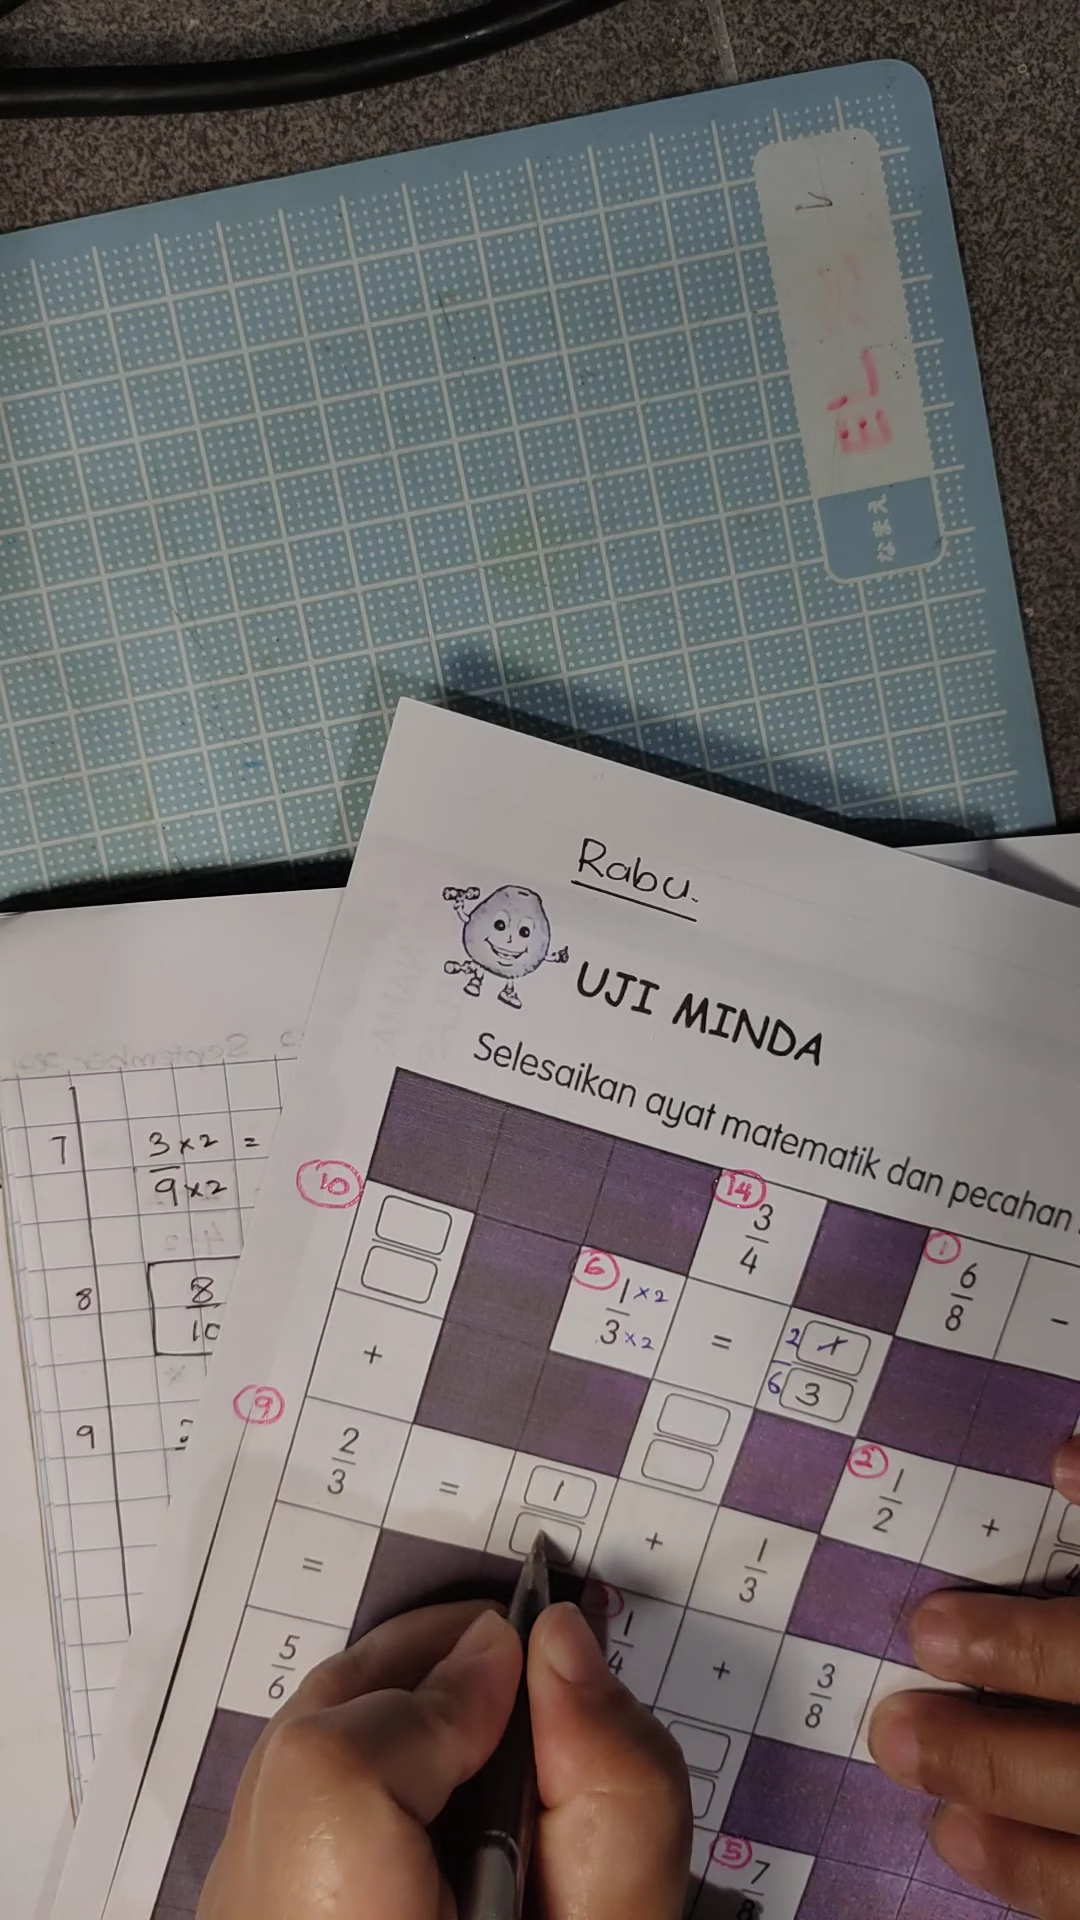 Rabu.
UJI MINDA
Selesaikan ayat matematik dan pecahan
7 3 x 2 =
9 x 2
8 8
10
9 =
10
14 3/4
1 6/8 -
6 1 x 2 / 3 x 2 = 2/6 1/3
+
9 2/3 = 1 + 1/3
2 1/2 +
=
5/6
1/4 + 3/8
5 7/8